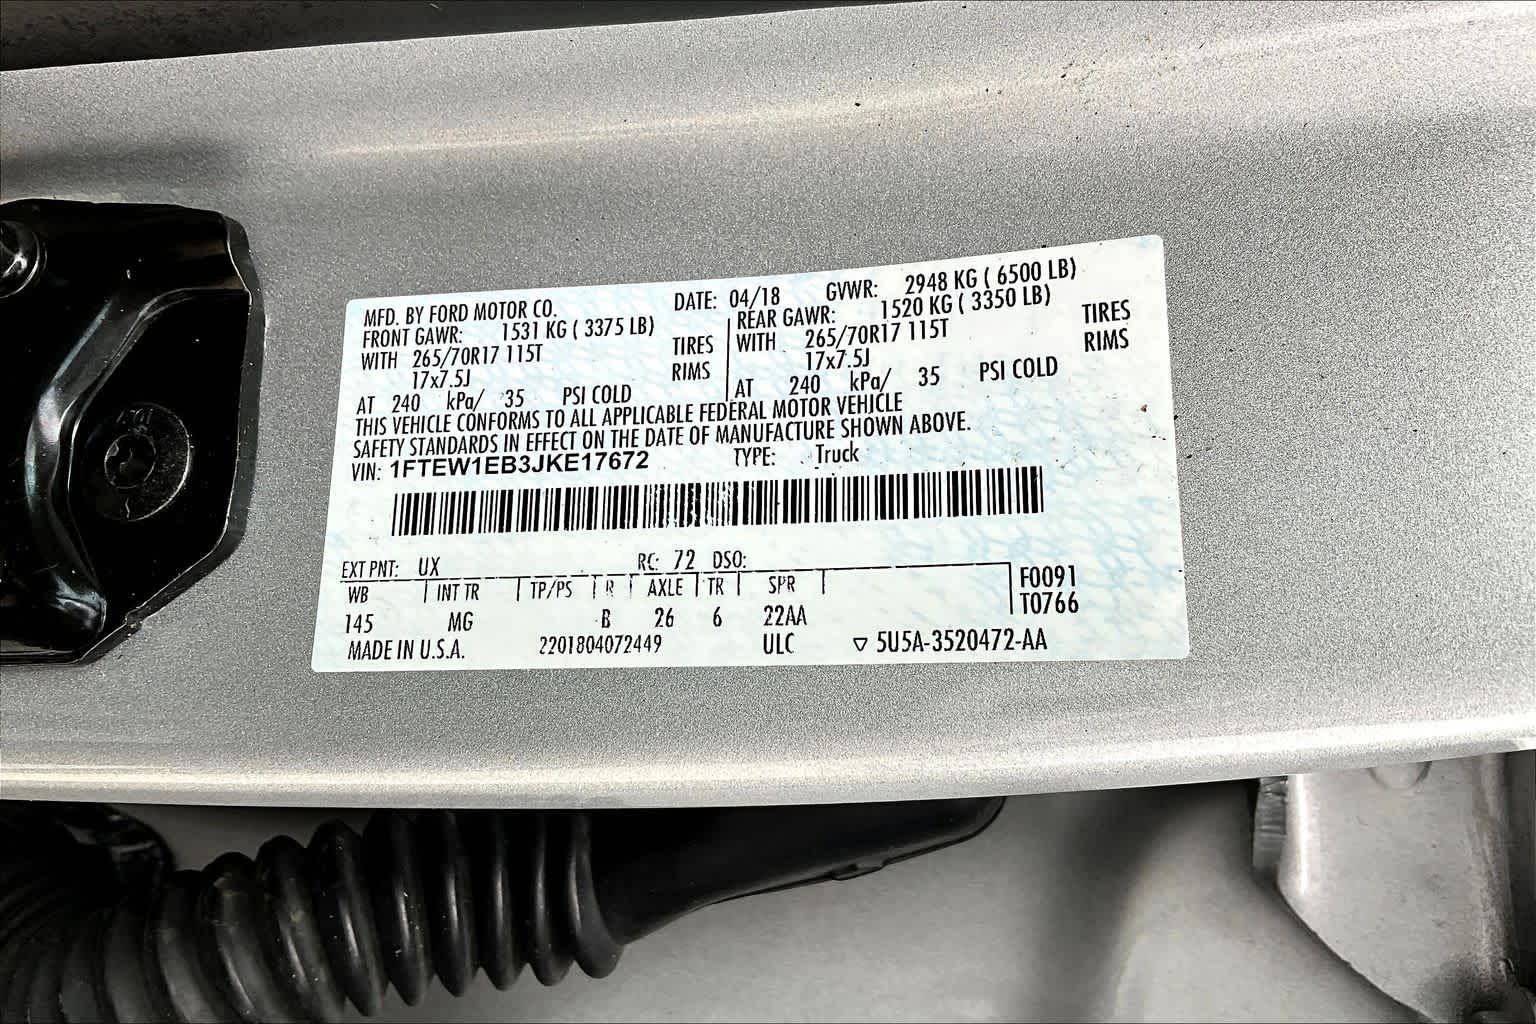 MFD. BY FORD MOTOR CO. DATE: 04/18 GVWR: 2948 KG ( 6500 LB)
FRONT GAWR: 1531 KG ( 3375 LB) REAR GAWR: 1520 KG ( 3350 LB)
WITH 265/70R17 115T TIRES WITH 265/70R17 115T TIRES
17x7.5J RIMS 17x7.5J RIMS
AT 240 kPa/ 35 PSI COLD AT 240 kPa/ 35 PSI COLD
THIS VEHICLE CONFORMS TO ALL APPLICABLE FEDERAL MOTOR VEHICLE
SAFETY STANDARDS IN EFFECT ON THE DATE OF MANUFACTURE SHOWN ABOVE.
VIN: 1FTEW1EB3JKE17672 TYPE: Truck
EXT PNT: UX RC: 72 DSO:
WB INT TR TP/PS R AXLE TR SPR F0091
145 MG B 26 6 22AA T0766
MADE IN U.S.A. 2201804072449 ULC ▽ 5U5A-3520472-AA